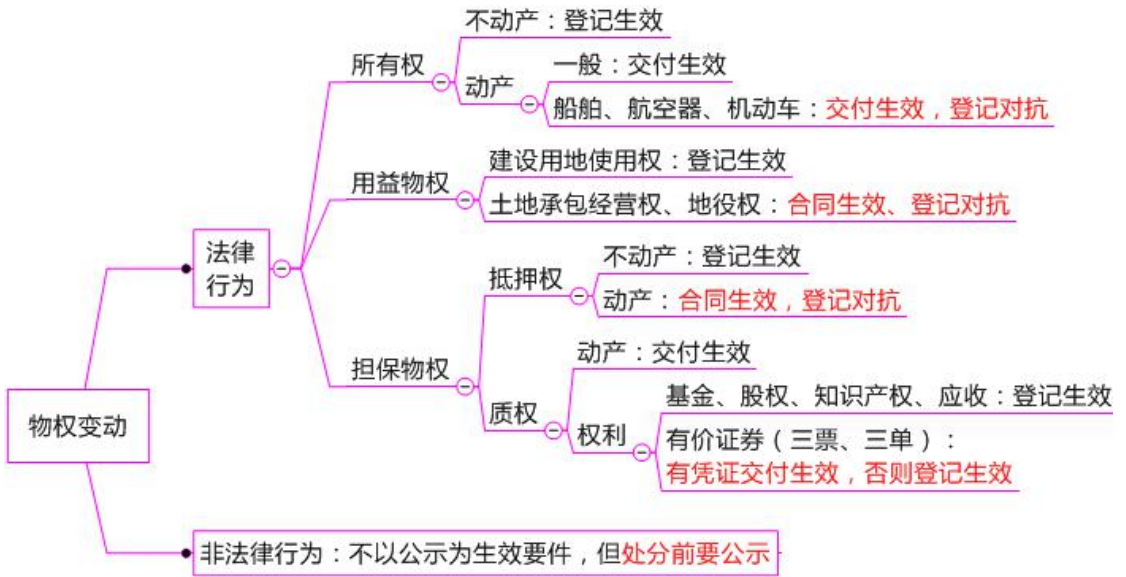 不动产：登记生效
所有权
一般：交付生效
动产
船舶、航空器、机动车：交付生效，登记对抗
建设用地使用权：登记生效
用益物权
土地承包经营权、地役权：合同生效、登记对抗
法律
行为
不动产：登记生效
抵押权
动产：合同生效，登记对抗
担保物权
动产：交付生效
质权
基金、股权、知识产权、应收：登记生效
权利
有价证券（三票、三单）：
有凭证交付生效，否则登记生效
物权变动
非法律行为：不以公示为生效要件，但处分前要公示